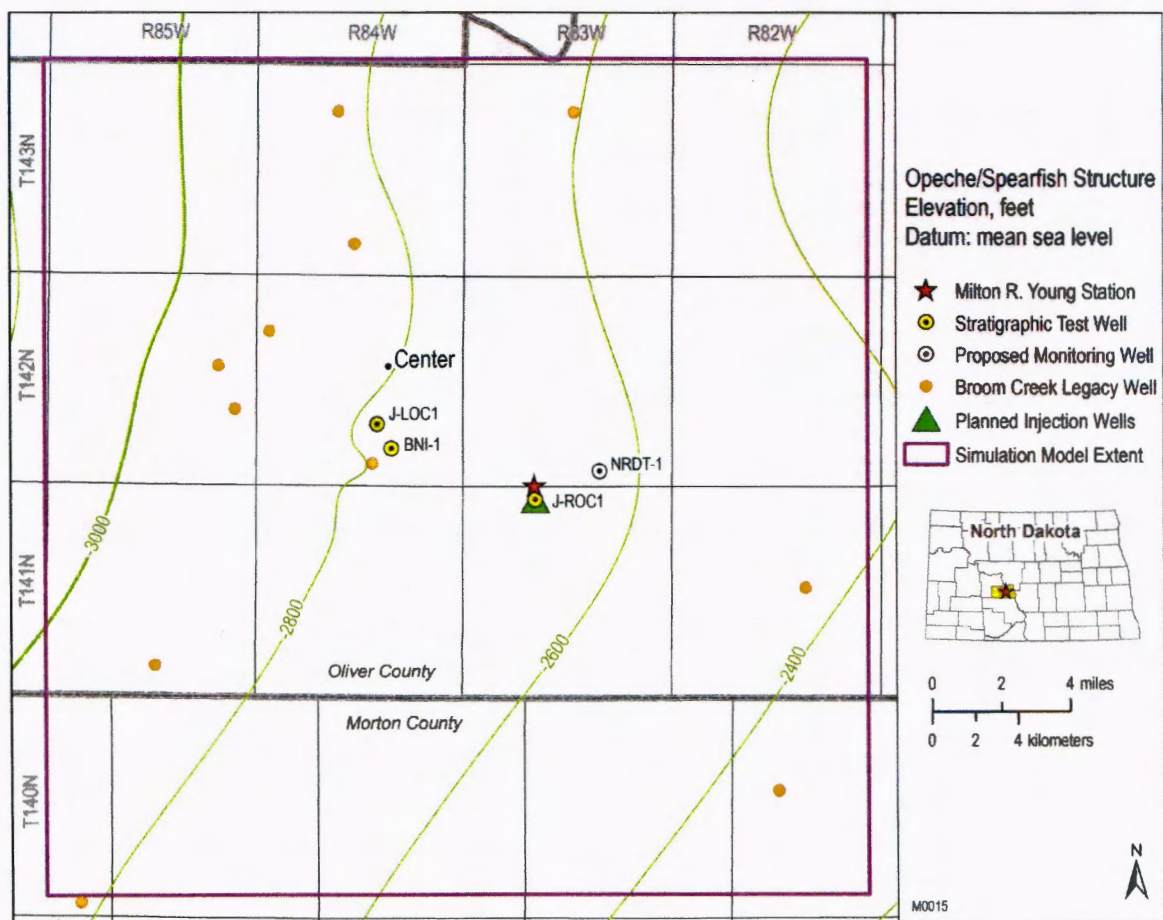 R85W
R84W
R83W
R82W
T143N
T142N
T141N
T140N
Center
J-LOC1
BNI-1
NRDT-1
J-ROC1
-3000
-2800
-2600
-2400
Oliver County
Morton County
Opeche/Spearfish Structure
Elevation, feet
Datum: mean sea level
Milton R. Young Station
Stratigraphic Test Well
Proposed Monitoring Well
Broom Creek Legacy Well
Planned Injection Wells
Simulation Model Extent
North Dakota
0 2 4 miles
0 2 4 kilometers
N
M0015